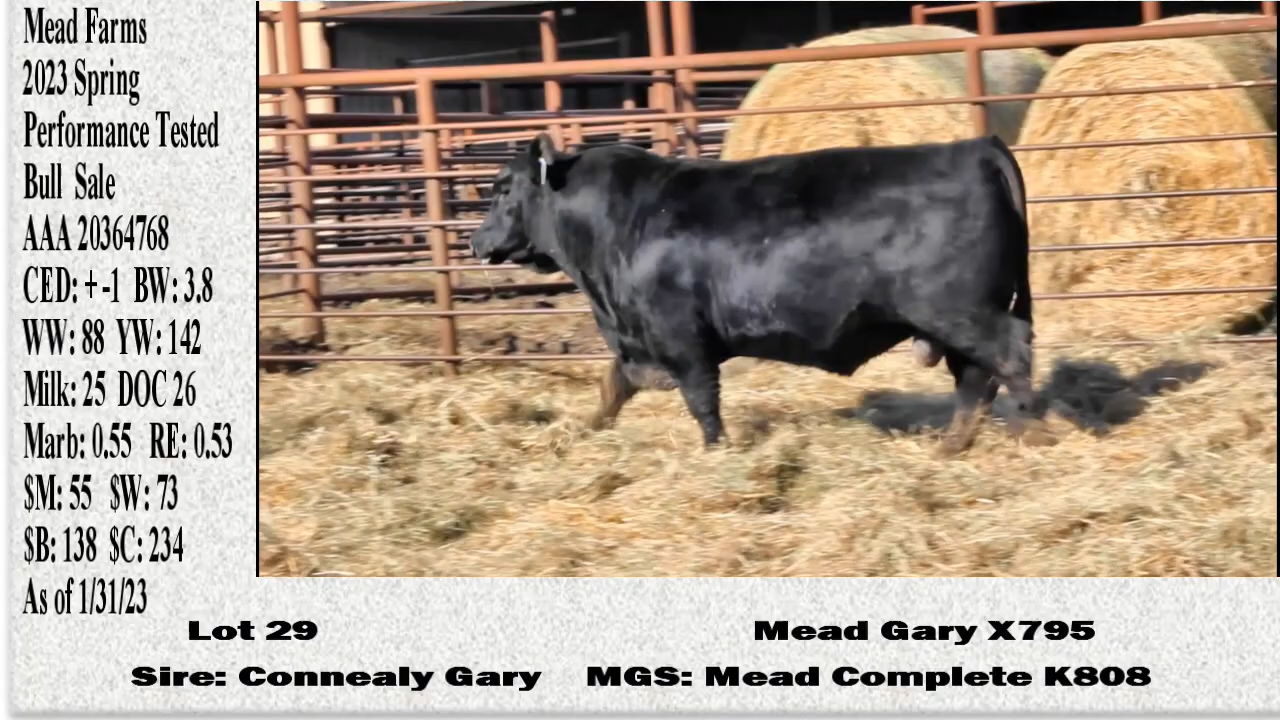 Mead Farms
2023 Spring
Performance Tested
Bull Sale
AAA 20364768
CED: + -1 BW: 3.8
WW: 88 YW: 142
Milk: 25 DOC 26
Marb: 0.55 RE: 0.53
$M: 55 $W: 73
$B: 138 $C: 234
As of 1/31/23
Lot 29 Mead Gary X795
Sire: Connealy Gary MGS: Mead Complete K808